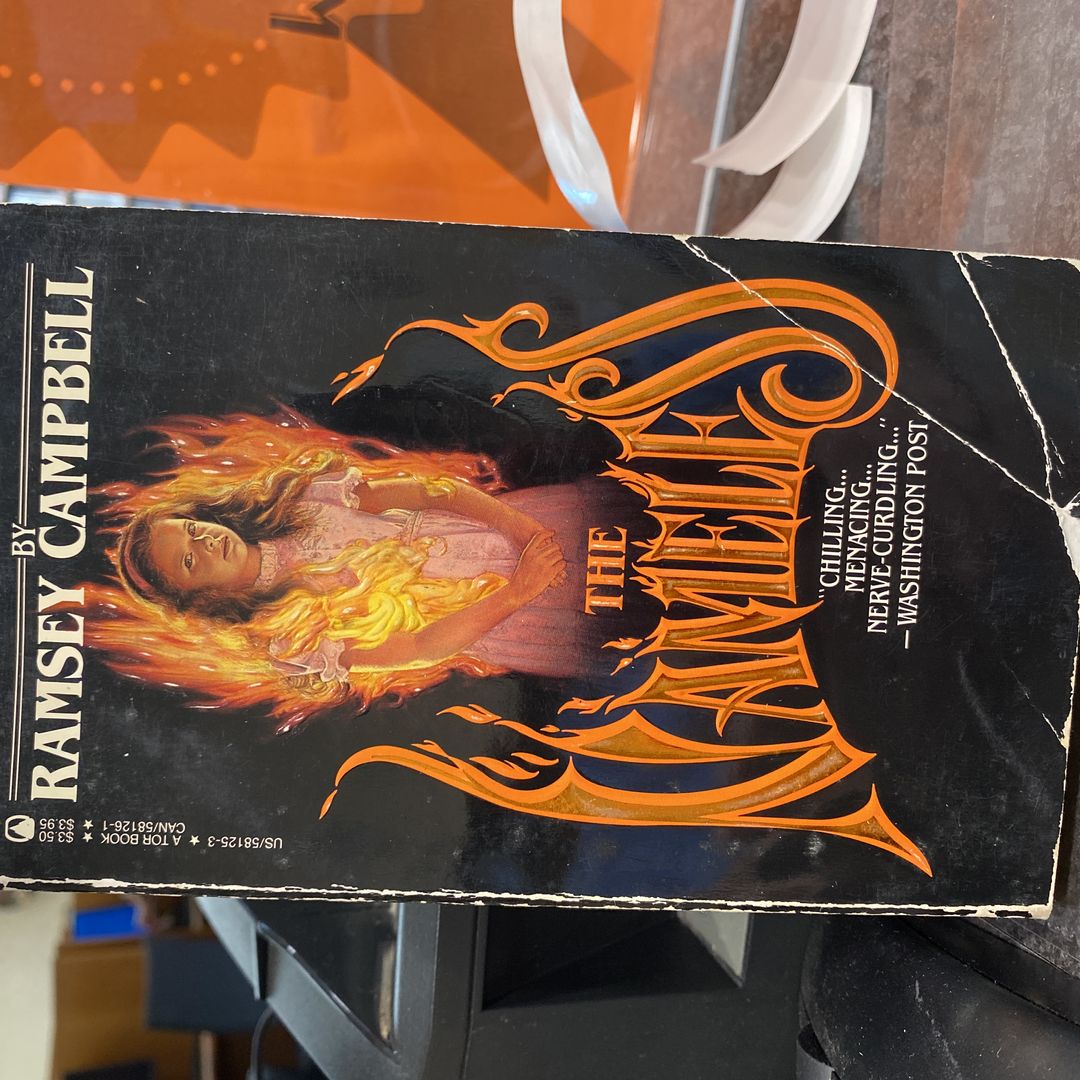 BY
RAMSEY CAMPBELL
US/58125-3 ★ A TOR BOOK ★ $3.50
CAN/58126-1 ★ ★ $3.95
THE
NAMELESS
"CHILLING...
MENACING...
NERVE-CURDLING..."
—WASHINGTON POST